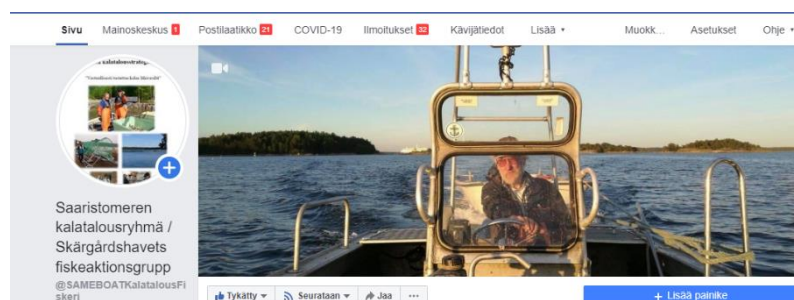 Sivu Mainoskeskus 1 Postilaatikko 21 COVID-19 Ilmoitukset 32 Kävijätiedot Lisää Muokk... Asetukset Ohje
kalatalousstrateg
Saaristomeren
kalatalousryhmä /
Skärgårdshavets
fiskeaktionsgrupp
@SAMEBOATKalatalousFi
skeri
Tykätty Seurataan Jaa ...
+ Lisää painike